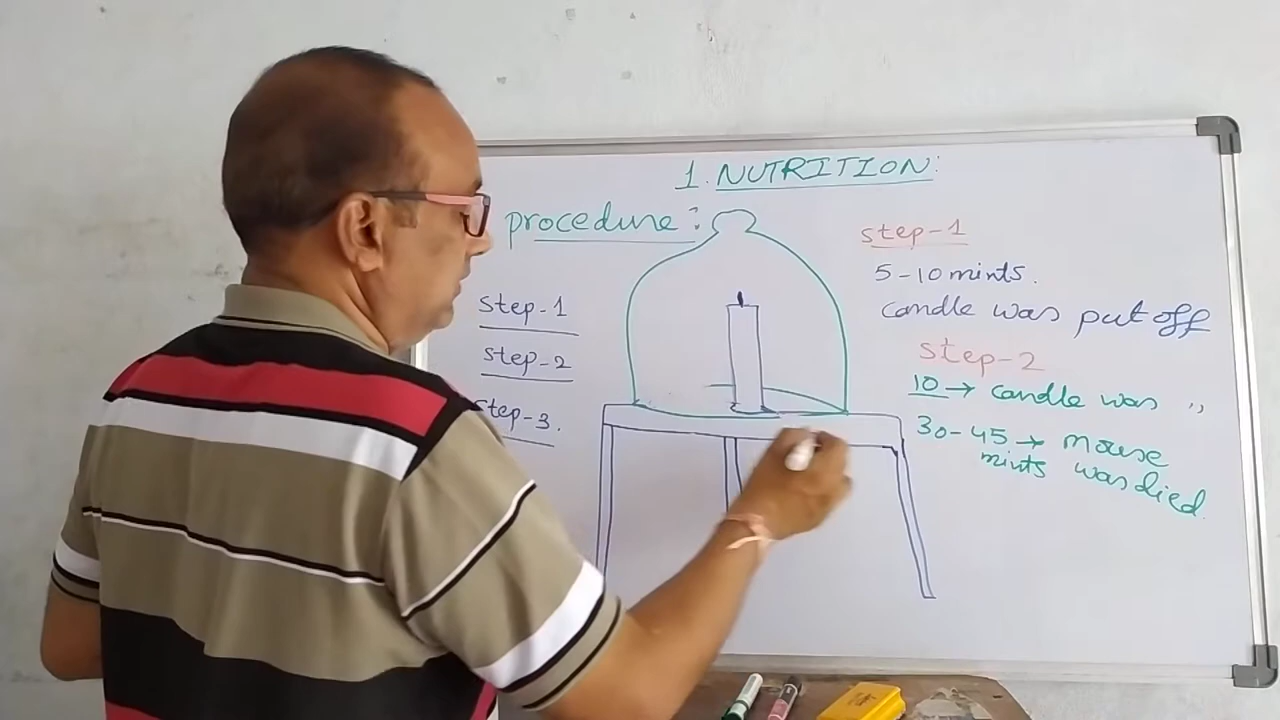 1. NUTRITION:
procedure:
step-1
step-2
step-3.
step-1
5-10 mints.
candle was put off
step-2
10 → candle was "
30-45 → mouse
mints was died.